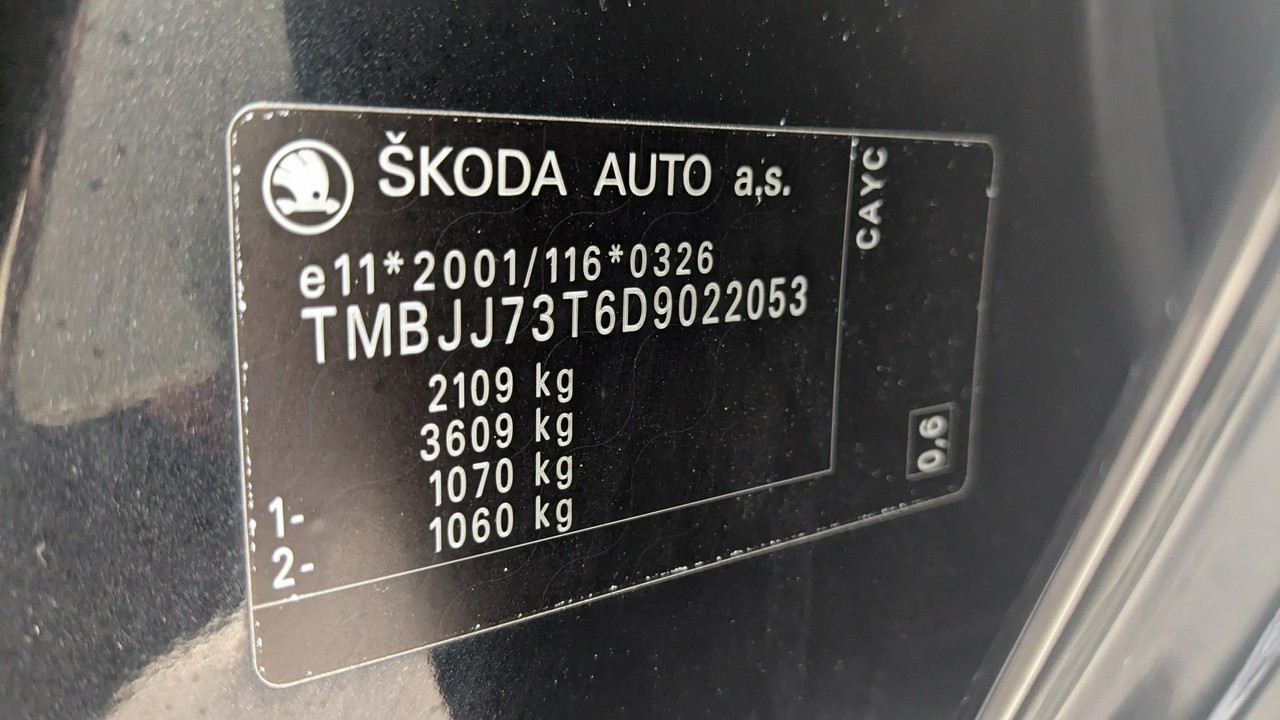 ŠKODA AUTO a,s.
e11*2001/116*0326
TMBJJ73T6D9022053
2109 kg
3609 kg
1- 1070 kg
2- 1060 kg
CAYC
0,6